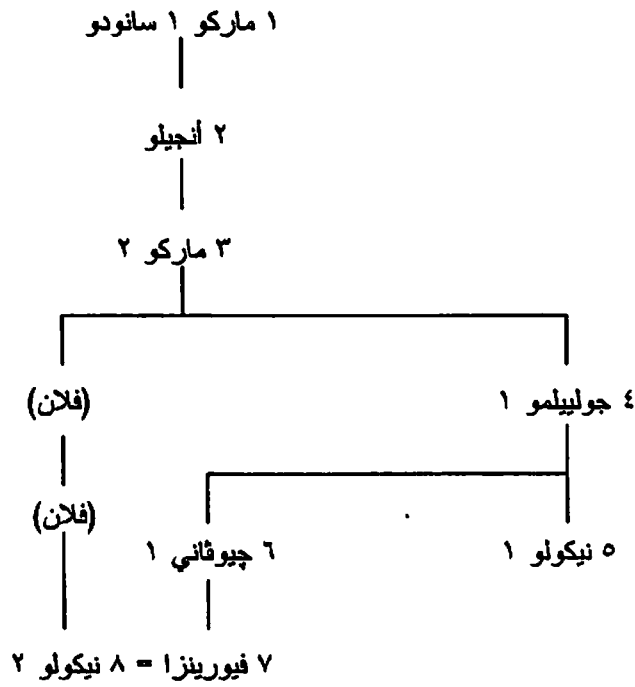 ١ ماركو ١ سانودو
٢ أنجيلو
٣ ماركو ٢
٤ جولييلمو ١
(فلان)
(فلان)
٥ نيكولو ١
٦ چيوڤاني ١
٧ فيورينزا = ٨ نيكولو ٢